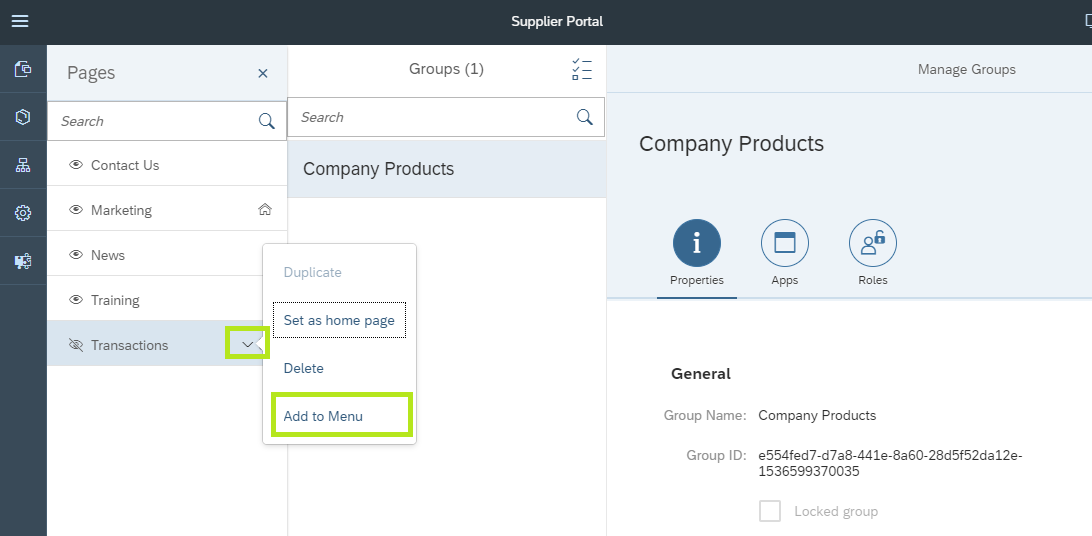 Supplier Portal
Pages
Search
Contact Us
Marketing
News
Training
Transactions
Duplicate
Set as home page
Delete
Add to Menu
Groups (1)
Search
Company Products
Manage Groups
Company Products
Properties
Apps
Roles
General
Group Name: Company Products
Group ID: e554fed7-d7a8-441e-8a60-28d5f52da12e-
1536599370035
Locked group